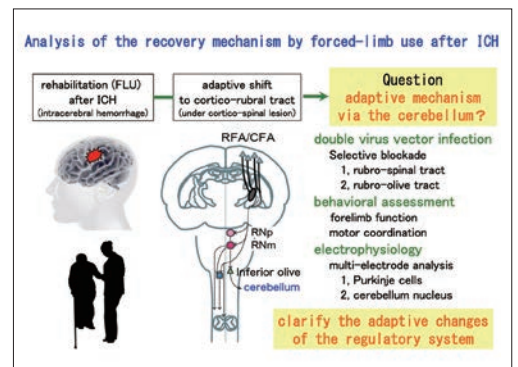 Analysis of the recovery mechanism by forced-limb use after ICH
rehabilitation (FLU)
after ICH
(intracerebral hemorrhage)
adaptive shift
to cortico-rubral tract
(under cortico-spinal lesion)
Question
adaptive mechanism
via the cerebellum?
RFA/CFA
RNp
RNm
Inferior olive
cerebellum
double virus vector infection
Selective blockade
1, rubro-spinal tract
2, rubro-olive tract
behavioral assessment
forelimb function
motor coordination
electrophysiology
multi-electrode analysis
1, Purkinje cells
2, cerebellum nucleus
clarify the adaptive changes
of the regulatory system